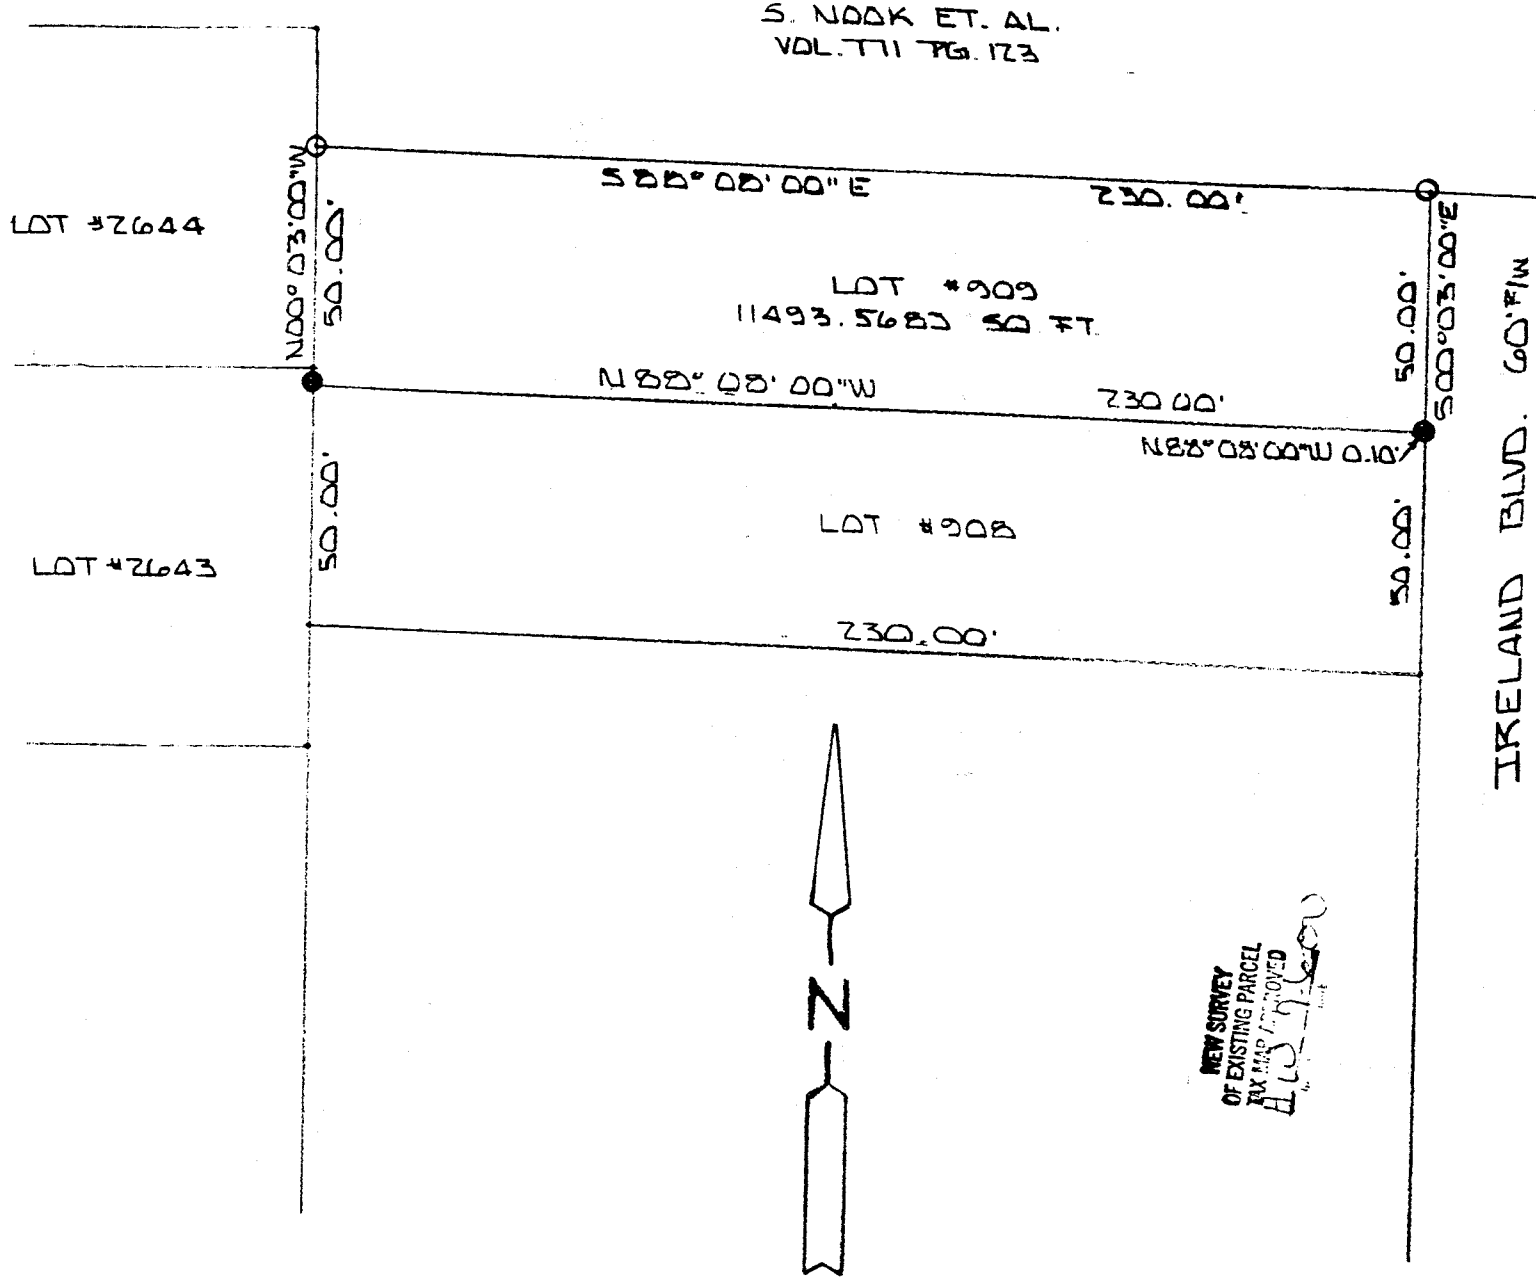 S. NOOK ET. AL.
VOL. 771 PG. 123
S 88° 08' 00" E 230.00'
N00° 03' 00" W
50.00'
LOT #2644
LOT #909
11493.5683 SQ FT.
50.00'
S00°03'00"E
IRELAND BLVD. 60' R/W
N 88° 08' 00" W 230.00'
N88°08'00"W 0.10'
50.00'
LOT #908
50.00'
LOT #2643
230.00'
N
NEW SURVEY
OF EXISTING PARCEL
TAX MAP APPROVED